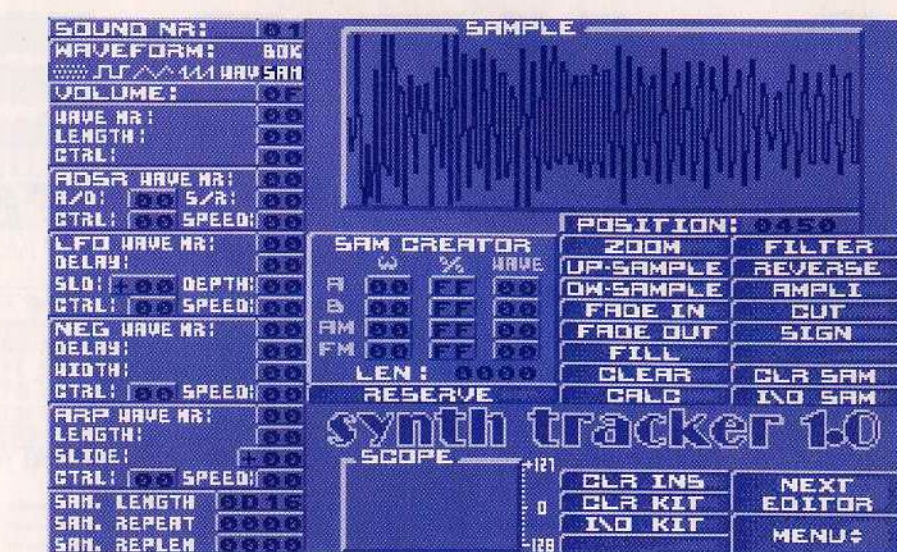 SOUND NR: 01
WAVEFORM: BOK
WAV SAM
VOLUME: 0F
WAVE NR: 00
LENGTH: 00
CTRL: 00
ADSR WAVE NR: 00
A/D: 00 S/R: 00
CTRL: 00 SPEED: 00
LFO WAVE NR: 00
DELAY: 00
SLD: +00 DEPTH: 00
CTRL: 00 SPEED: 00
NEG WAVE NR: 00
DELAY: 00
WIDTH: 00
CTRL: 00 SPEED: 00
ARP WAVE NR: 00
LENGTH: 00
SLIDE: +00
CTRL: 00 SPEED: 00
SAM. LENGTH 0D16
SAM. REPEAT 0000
SAM. REPLEN 0000
SAMPLE
POSITION: 0450
SAM CREATOR
ω % WAVE
A 00 FF 00
B 00 FF 00
AM 00 FF 00
FM 00 FF 00
LEN: 0000
RESERVE
ZOOM FILTER
UP-SAMPLE REVERSE
DW-SAMPLE AMPLI
FADE IN CUT
FADE OUT SIGN
FILL
CLEAR CLR SAM
CALC I\O SAM
synth tracker 1.0
SCOPE
+127
0
-128
CLR INS
CLR KIT
I\O KIT
NEXT
EDITOR
MENU